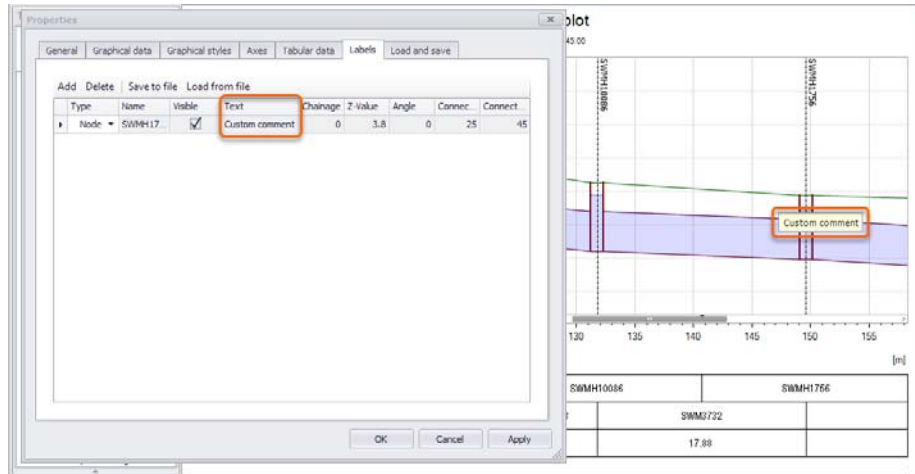 Properties
plot
45.00
General Graphical data Graphical styles Axes Tabular data Labels Load and save
Add Delete Save to file Load from file
Type Name Visible Text Chainage Z-Value Angle Connec... Connect...
Node SWMH17... Custom comment 0 3.8 0 25 45
SWMH10086
SWMH1756
Custom comment
130 135 140 145 150 155
[m]
SWMH10086 SWMH1756
SWM3732
17.88
OK Cancel Apply